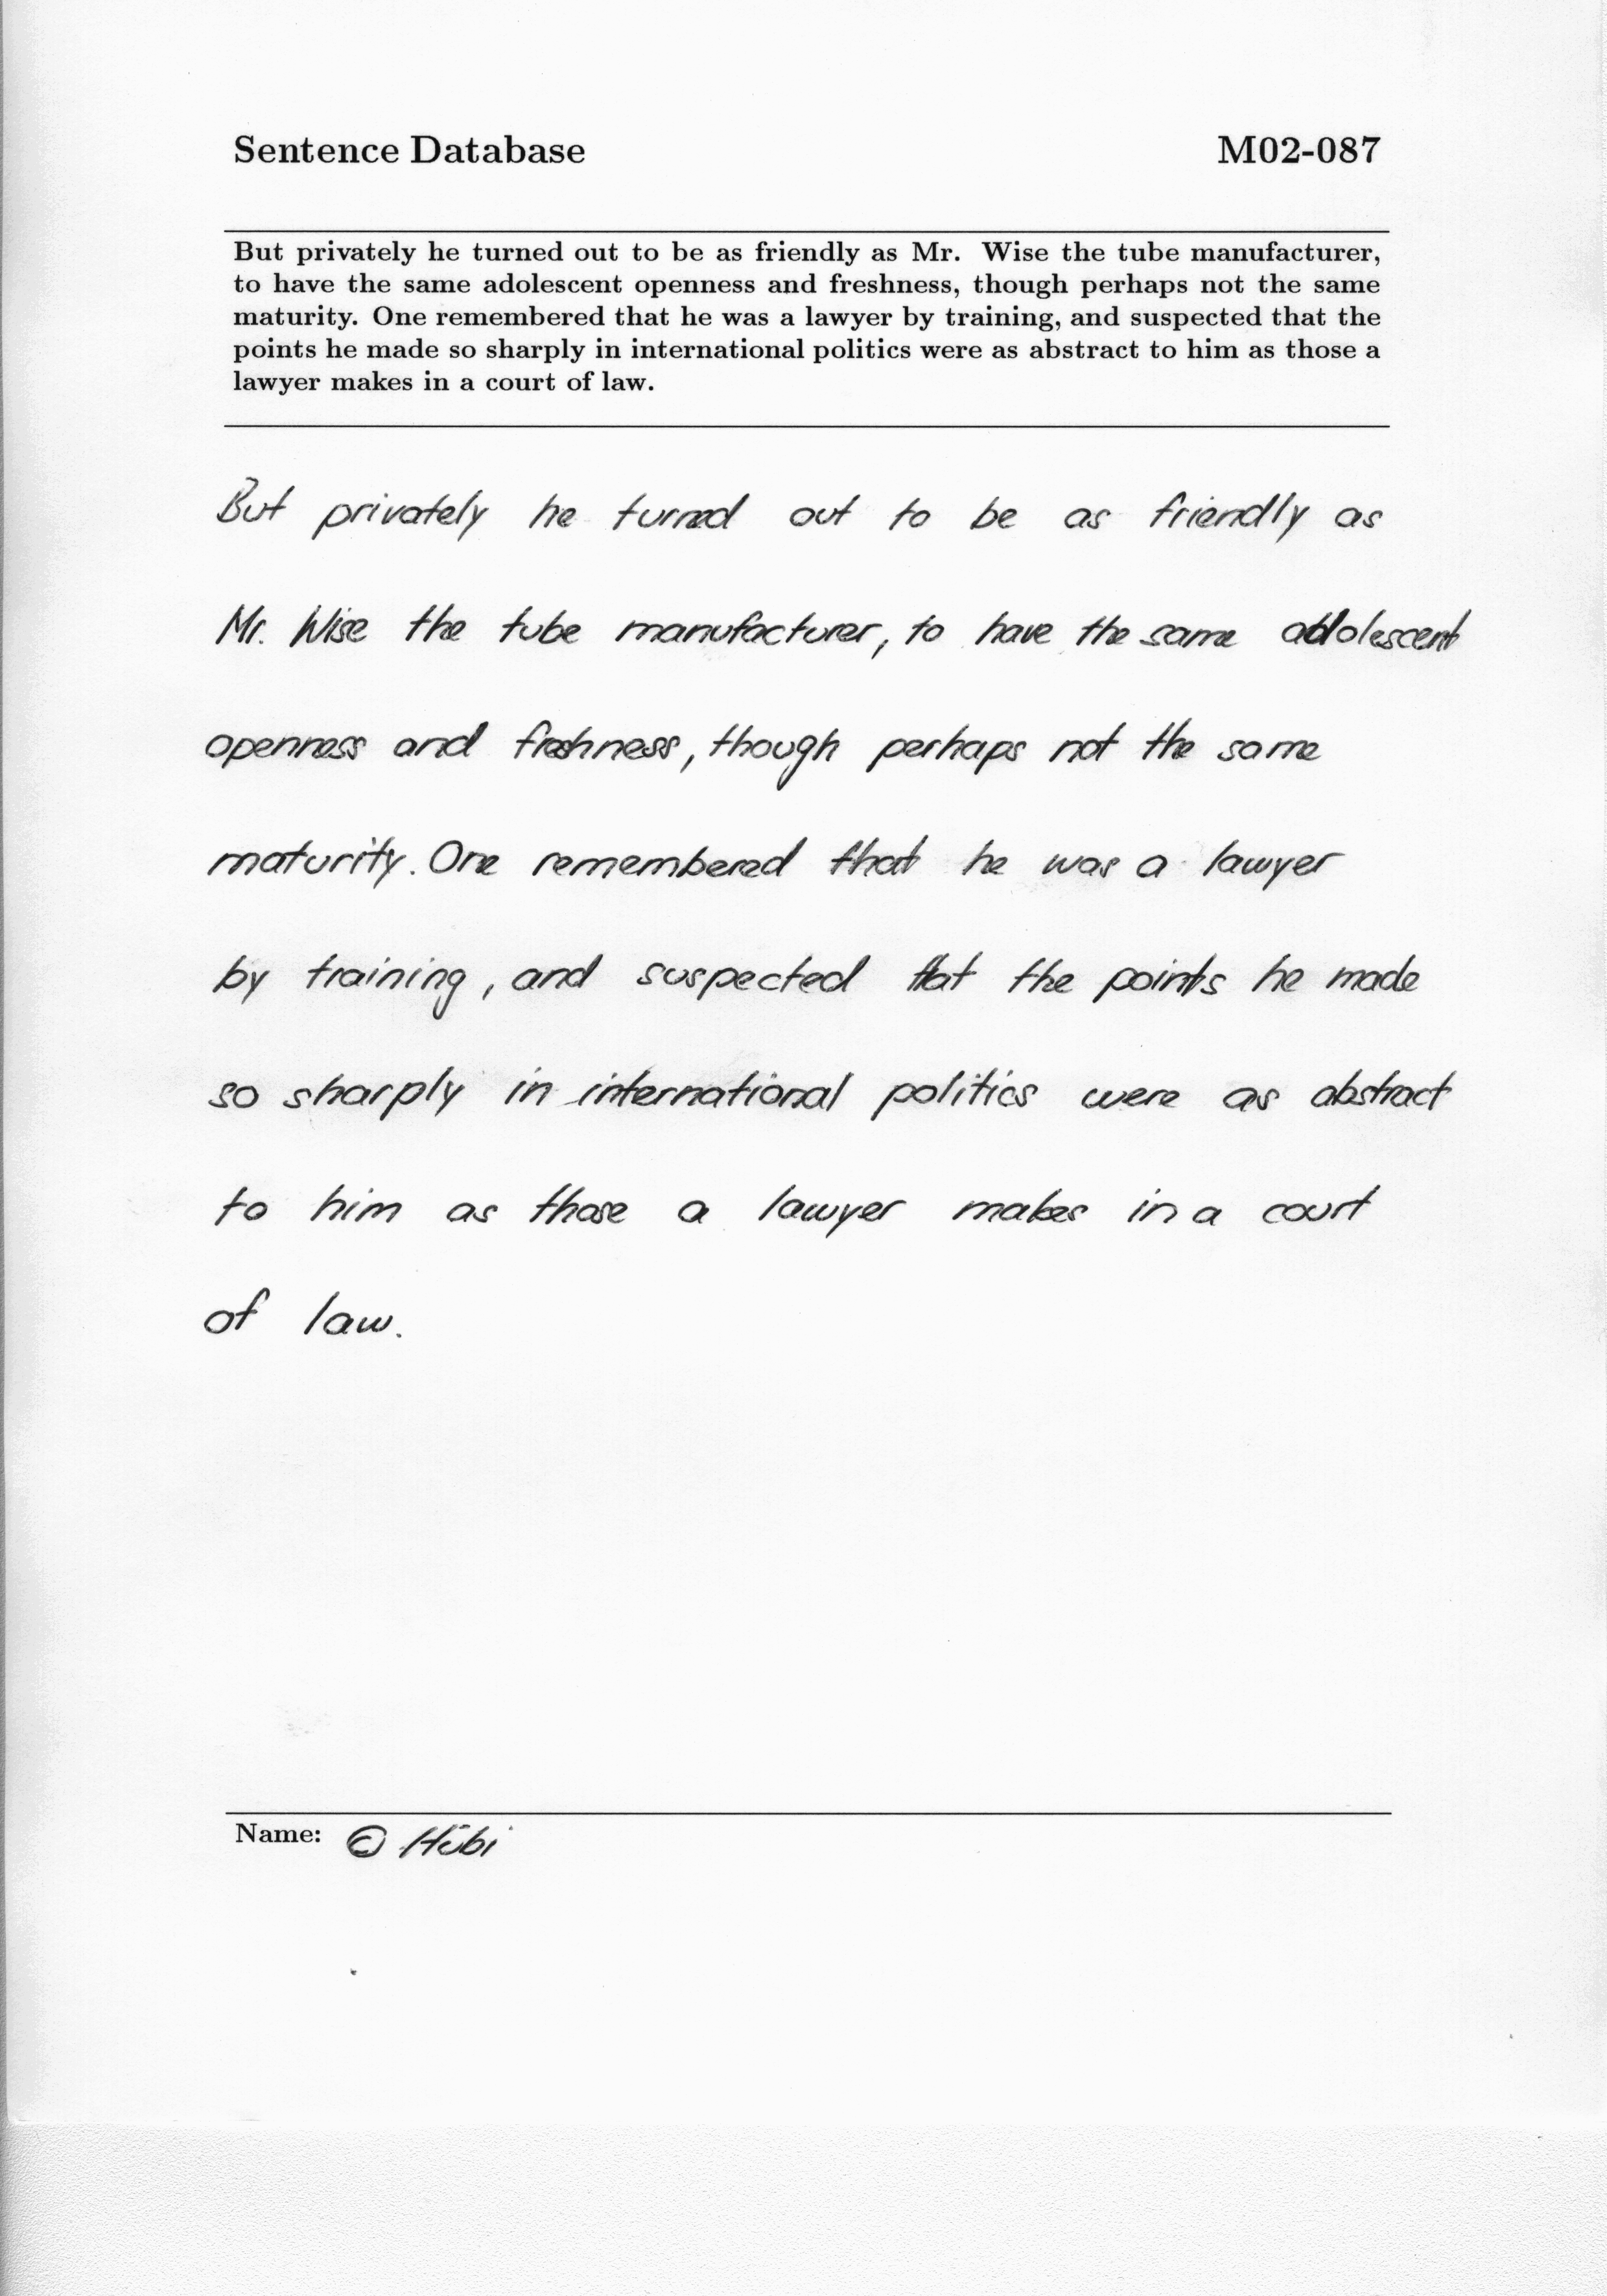 Sentence Database M02-087
But privately he turned out to be as friendly as Mr. Wise the tube manufacturer,
to have the same adolescent openness and freshness, though perhaps not the same
maturity. One remembered that he was a lawyer by training, and suspected that the
points he made so sharply in international politics were as abstract to him as those a
lawyer makes in a court of law.
But privately he turned out to be as friendly as
Mr. Wise the tube manufacturer, to have the same adolescent
openness and freshness, though perhaps not the same
maturity. One remembered that he was a lawyer
by training, and suspected that the points he made
so sharply in international politics were as abstract
to him as those a lawyer makes in a court
of law.
Name: © Hübi